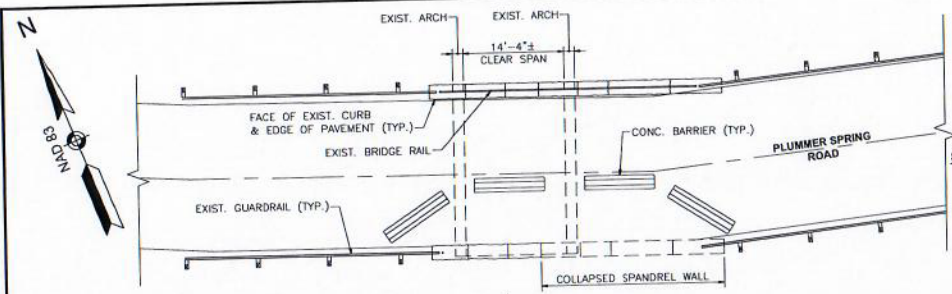 EXIST. ARCH
EXIST. ARCH
14'-4"±
CLEAR SPAN
N
NAD 83
FACE OF EXIST. CURB
& EDGE OF PAVEMENT (TYP.)
EXIST. BRIDGE RAIL
CONC. BARRIER (TYP.)
PLUMMER SPRING
ROAD
EXIST. GUARDRAIL (TYP.)
COLLAPSED SPANDREL WALL